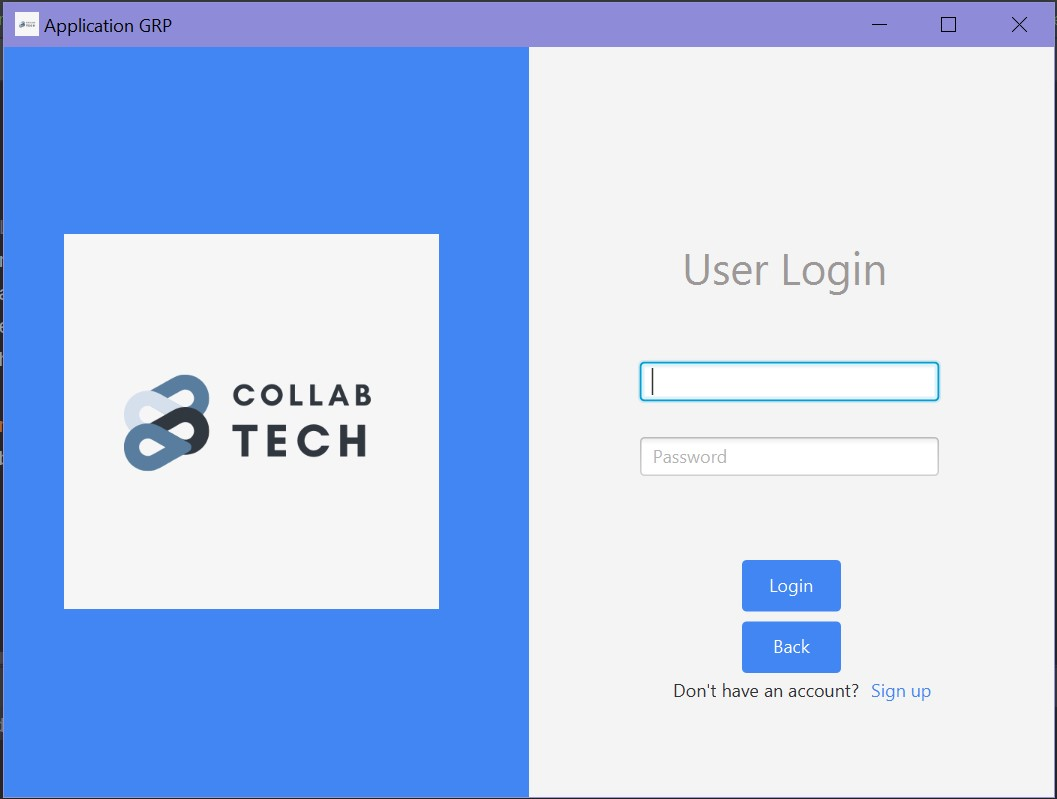 Application GRP
COLLAB
TECH
User Login
Password
Login
Back
Don't have an account? Sign up